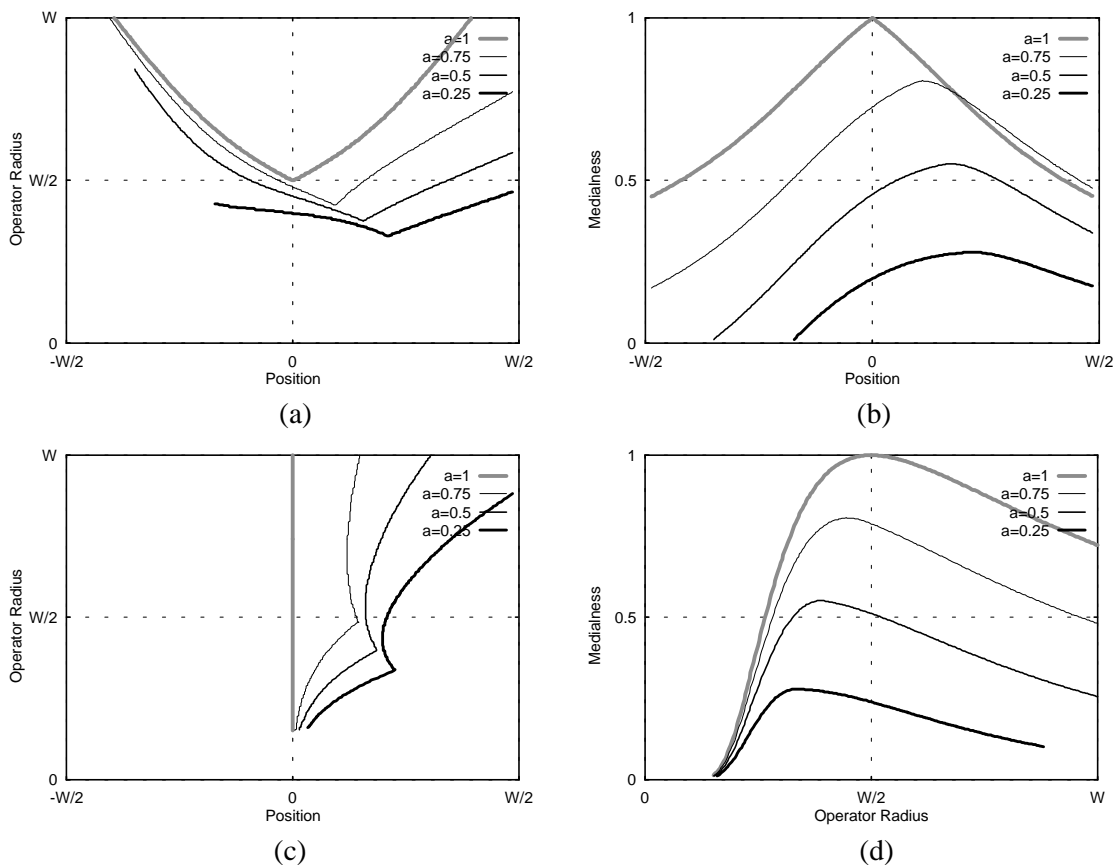 W
W/2
0
Operator Radius
-W/2
0
W/2
Position
a=1
a=0.75
a=0.5
a=0.25
(a)
1
0.5
0
Medialness
-W/2
0
W/2
Position
a=1
a=0.75
a=0.5
a=0.25
(b)
W
W/2
0
Operator Radius
-W/2
0
W/2
Position
a=1
a=0.75
a=0.5
a=0.25
(c)
1
0.5
0
Medialness
0
W/2
W
Operator Radius
a=1
a=0.75
a=0.5
a=0.25
(d)